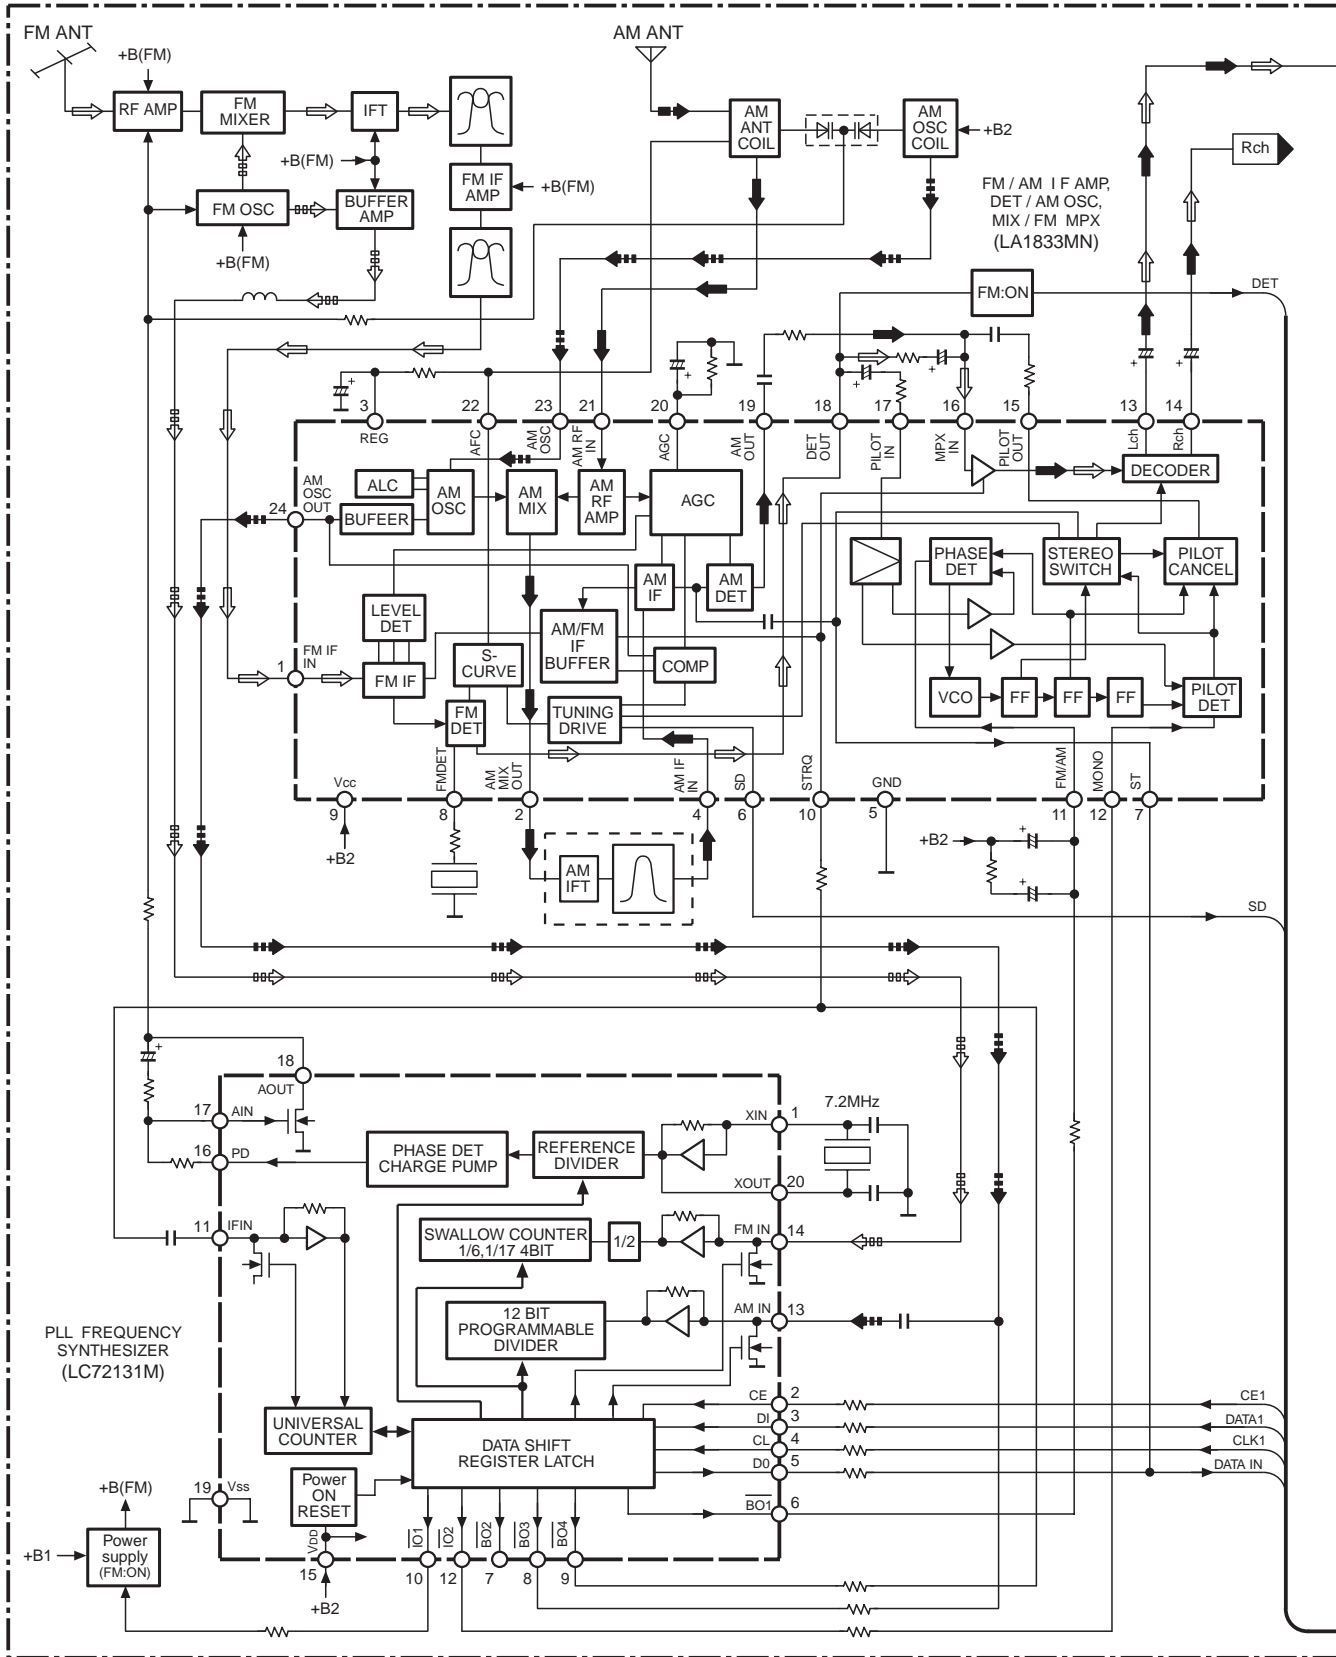 FM ANT
AM ANT
+B(FM)
RF AMP
FM
MIXER
IFT
AM
ANT
COIL
AM
OSC
COIL
+B2
Rch
+B(FM)
FM IF
AMP
+B(FM)
FM OSC
BUFFER
AMP
+B(FM)
FM / AM I F AMP,
DET / AM OSC,
MIX / FM MPX
(LA1833MN)
FM:ON
DET
3
22
23
21
20
19
18
17
16
15
13
14
REG
AFC
AM
OSC
AM RF
IN
AGC
AM
OUT
DET
OUT
PILOT
IN
MPX
IN
PILOT
OUT
Lch
Rch
AM
OSC
OUT
24
ALC
BUFEER
AM
OSC
AM
MIX
AM
RF
AMP
AGC
DECODER
PHASE
DET
STEREO
SWITCH
PILOT
CANCEL
LEVEL
DET
AM
IF
AM
DET
AM/FM
IF
BUFFER
COMP
S-
CURVE
FM IF
IN
1
FM IF
FM
DET
TUNING
DRIVE
VCO
FF
FF
FF
PILOT
DET
Vcc
FMDET
AM
MIX
OUT
AM IF
IN
SD
STRQ
GND
FM/AM
MONO
ST
9
8
2
4
6
10
5
11
12
7
+B2
+B2
AM
IFT
SD
18
AOUT
17
AIN
16
PD
PHASE DET
CHARGE PUMP
REFERENCE
DIVIDER
XIN
1
7.2MHz
XOUT
20
11
IFIN
SWALLOW COUNTER
1/6,1/17 4BIT
1/2
FM IN
14
12 BIT
PROGRAMMABLE
DIVIDER
AM IN
13
PLL FREQUENCY
SYNTHESIZER
(LC72131M)
UNIVERSAL
COUNTER
DATA SHIFT
REGISTER LATCH
CE
2
CE1
DI
3
DATA1
CL
4
CLK1
D0
5
DATA IN
BO1
6
Power
ON
RESET
19
Vss
VDD
IO1
IO2
BO2
BO3
BO4
15
10
12
7
8
9
+B2
+B(FM)
+B1
Power
supply
(FM:ON)